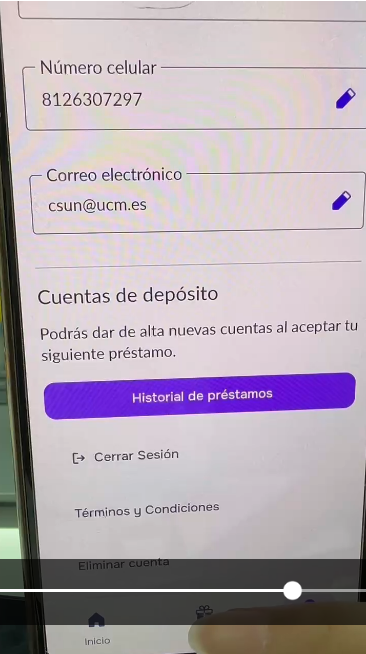 Número celular
8126307297
Correo electrónico
csun@ucm.es
Cuentas de depósito
Podrás dar de alta nuevas cuentas al aceptar tu
siguiente préstamo.
Historial de préstamos
Cerrar Sesión
Términos y Condiciones
Eliminar cuenta
Inicio